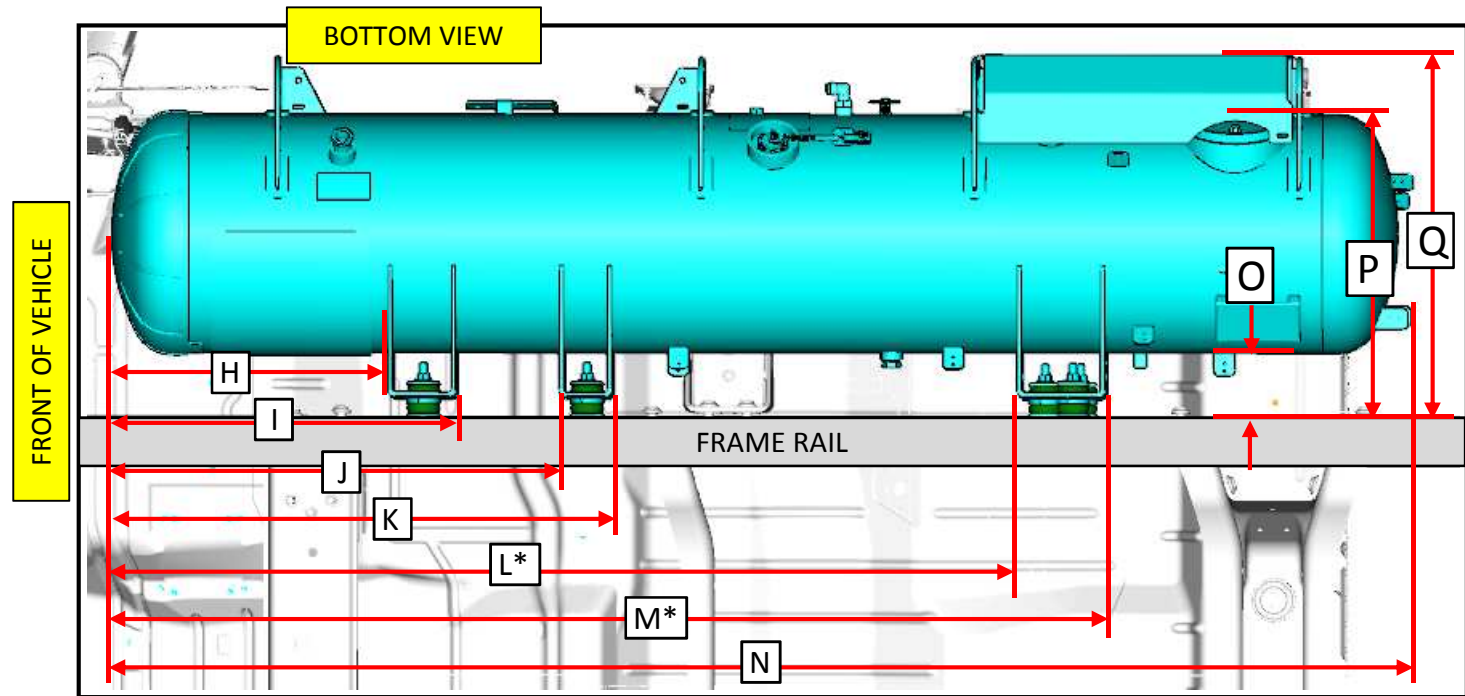 BOTTOM VIEW
FRONT OF VEHICLE
Q
P
O
H
I
FRAME RAIL
J
K
L*
M*
N